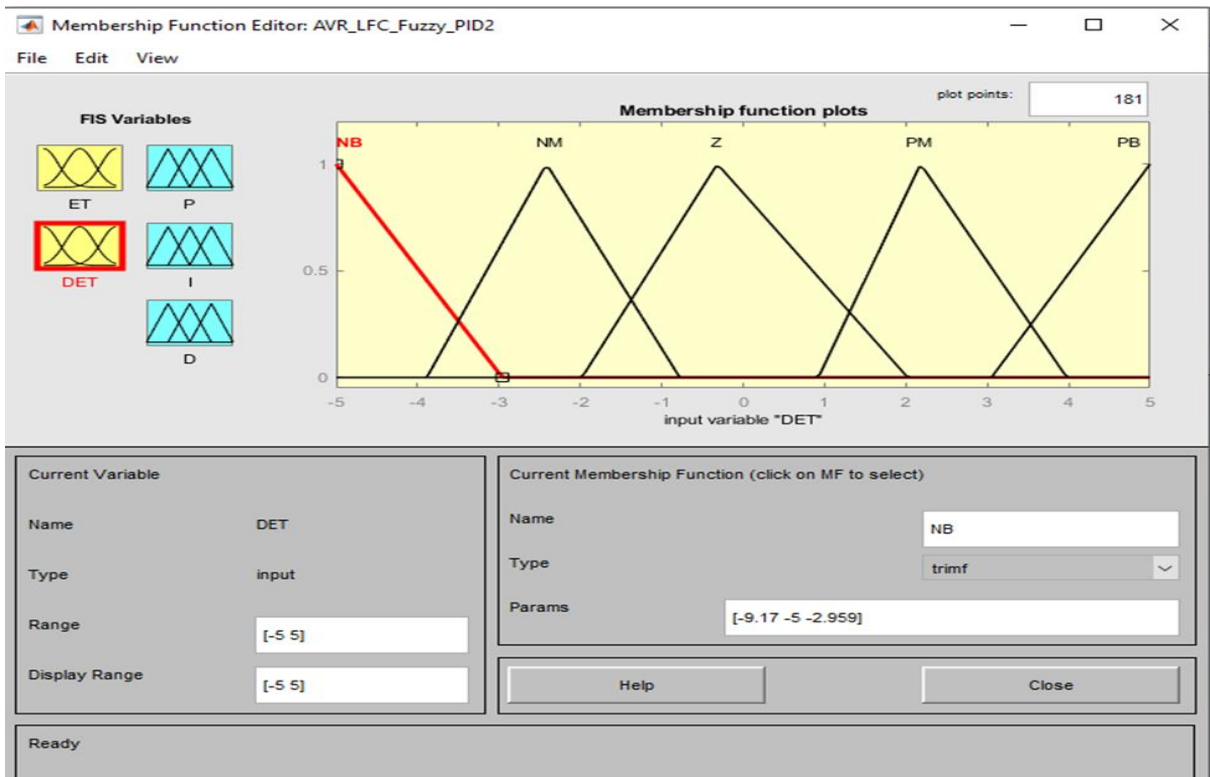 Membership Function Editor: AVR_LFC_Fuzzy_PID2
File Edit View
FIS Variables
ET P
DET I
D
Membership function plots
plot points: 181
NB NM Z PM PB
1
0.5
0
-5 -4 -3 -2 -1 0 1 2 3 4 5
input variable "DET"
Current Variable
Name DET
Type input
Range [-5 5]
Display Range [-5 5]
Current Membership Function (click on MF to select)
Name NB
Type trimf
Params [-9.17 -5 -2.959]
Help Close
Ready